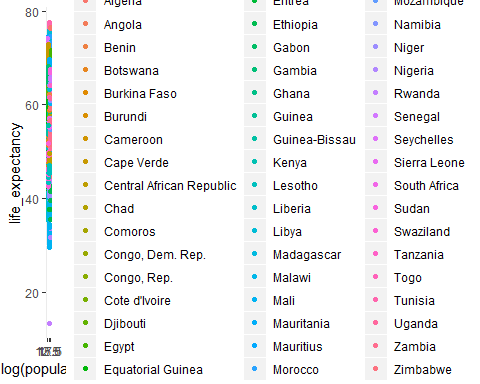 80
60
40
20
life_expectancy
log(popula
Algeria
Angola
Benin
Botswana
Burkina Faso
Burundi
Cameroon
Cape Verde
Central African Republic
Chad
Comoros
Congo, Dem. Rep.
Congo, Rep.
Cote d'Ivoire
Djibouti
Egypt
Equatorial Guinea
Eritrea
Ethiopia
Gabon
Gambia
Ghana
Guinea
Guinea-Bissau
Kenya
Lesotho
Liberia
Libya
Madagascar
Malawi
Mali
Mauritania
Mauritius
Morocco
Mozambique
Namibia
Niger
Nigeria
Rwanda
Senegal
Seychelles
Sierra Leone
South Africa
Sudan
Swaziland
Tanzania
Togo
Tunisia
Uganda
Zambia
Zimbabwe